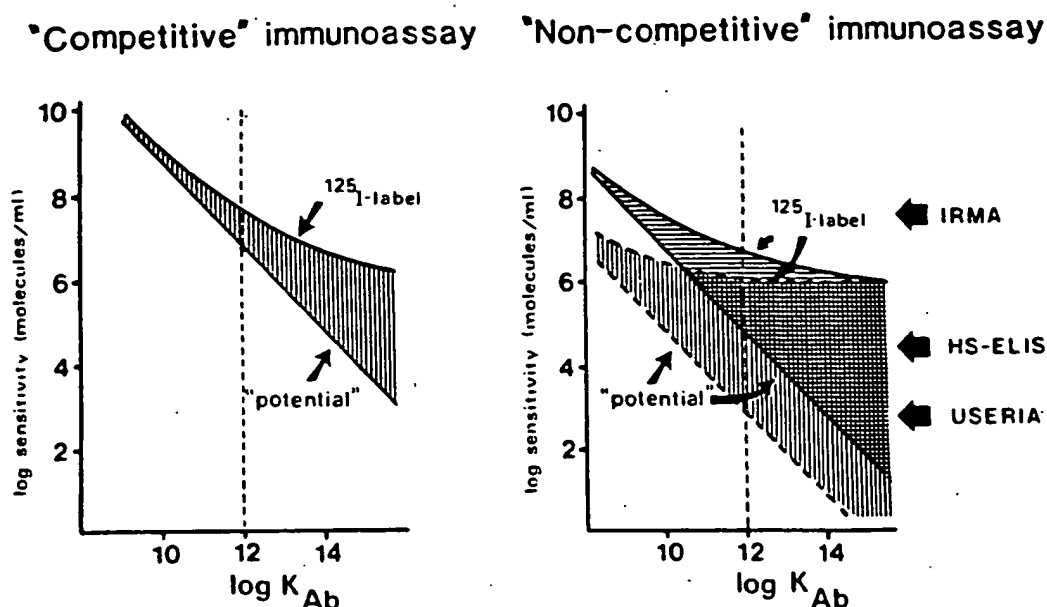 "Competitive" immunoassay
10
8
6
4
2
log sensitivity (molecules/ml)
125I-label
"potential"
10 12 14
log K Ab
"Non-competitive" immunoassay
10
8
6
4
2
log sensitivity (molecules/ml)
125I-label
"potential"
10 12 14
log K Ab
IRMA
HS-ELIS
USERIA